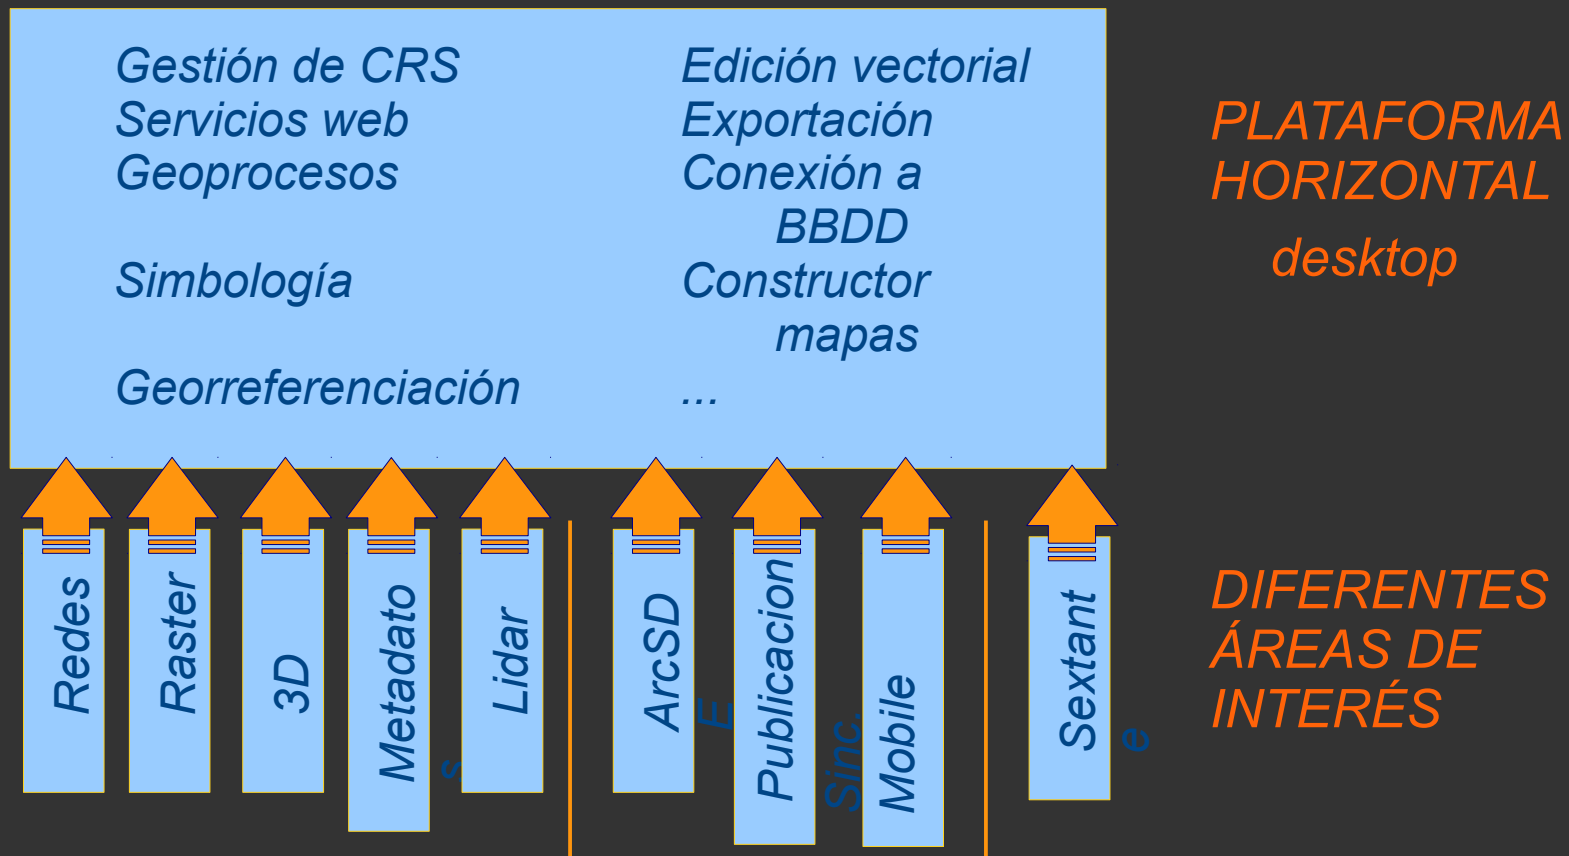 Gestión de CRS
Servicios web
Geoprocesos
Simbología
Georreferenciación
Edición vectorial
Exportación
Conexión a
BBDD
Constructor
mapas
...
PLATAFORMA
HORIZONTAL
desktop
Redes
Raster
3D
Metadato
s
Lidar
ArcSD
E
Publicacion
Sinc.
Mobile
Sextant
e
DIFERENTES
ÁREAS DE
INTERÉS